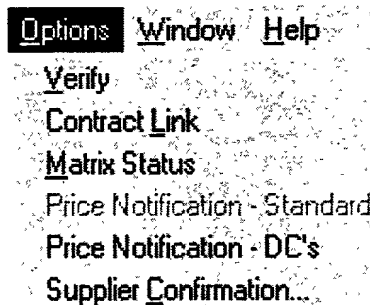 Options Window Help
Verify
Contract Link
Matrix Status
Price Notification - Standard
Price Notification - DC's
Supplier Confirmation...